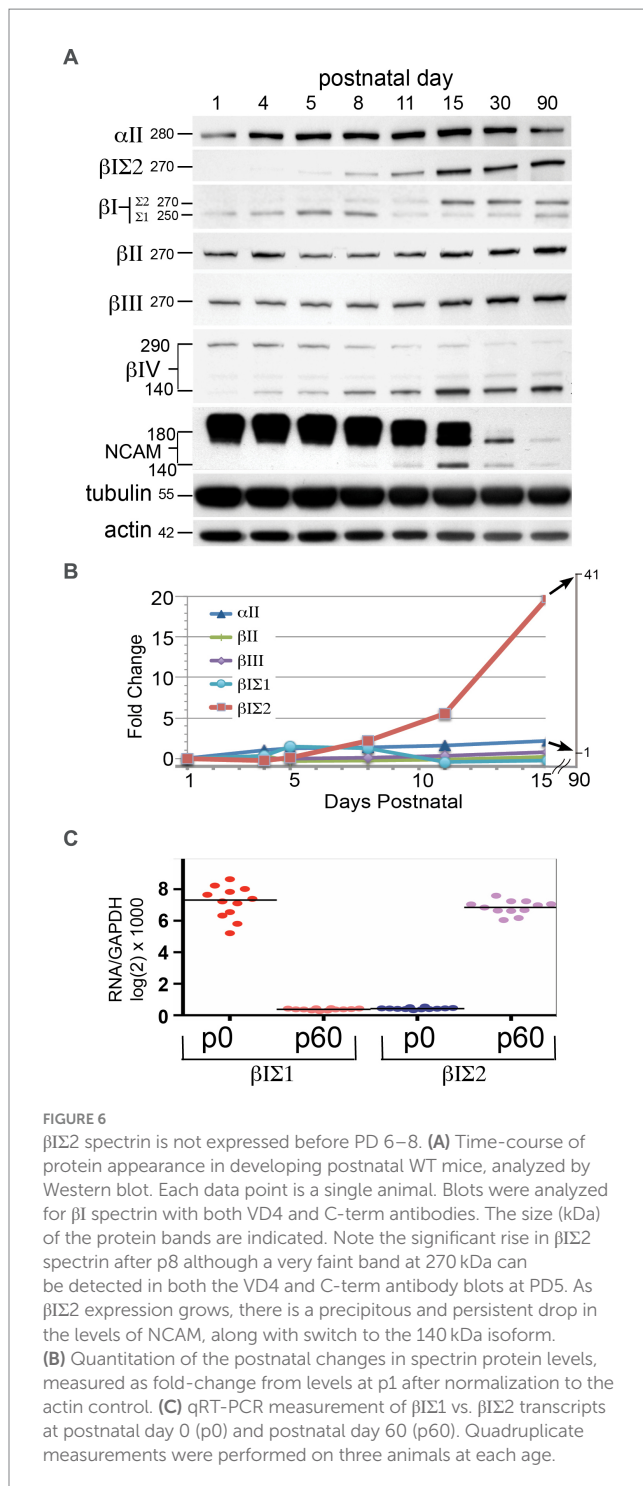 A
postnatal day
1 4 5 8 11 15 30 90
αII 280
βIΣ2 270
βI Σ2 270
Σ1 250
βII 270
βIII 270
290
βIV
140
180
NCAM
140
tubulin 55
actin 42
B
41
20
15
10
5
0
Fold Change
αII
βII
βIII
βIΣ1
βIΣ2
1
1 5 10 15 90
Days Postnatal
C
RNA/GAPDH
log(2) x 1000
8
6
4
2
0
p0 p60 p0 p60
βIΣ1 βIΣ2
FIGURE 6
βIΣ2 spectrin is not expressed before PD 6–8. (A) Time-course of
protein appearance in developing postnatal WT mice, analyzed by
Western blot. Each data point is a single animal. Blots were analyzed
for βI spectrin with both VD4 and C-term antibodies. The size (kDa)
of the protein bands are indicated. Note the significant rise in βIΣ2
spectrin after p8 although a very faint band at 270 kDa can
be detected in both the VD4 and C-term antibody blots at PD5. As
βIΣ2 expression grows, there is a precipitous and persistent drop in
the levels of NCAM, along with switch to the 140 kDa isoform.
(B) Quantitation of the postnatal changes in spectrin protein levels,
measured as fold-change from levels at p1 after normalization to the
actin control. (C) qRT-PCR measurement of βIΣ1 vs. βIΣ2 transcripts
at postnatal day 0 (p0) and postnatal day 60 (p60). Quadruplicate
measurements were performed on three animals at each age.